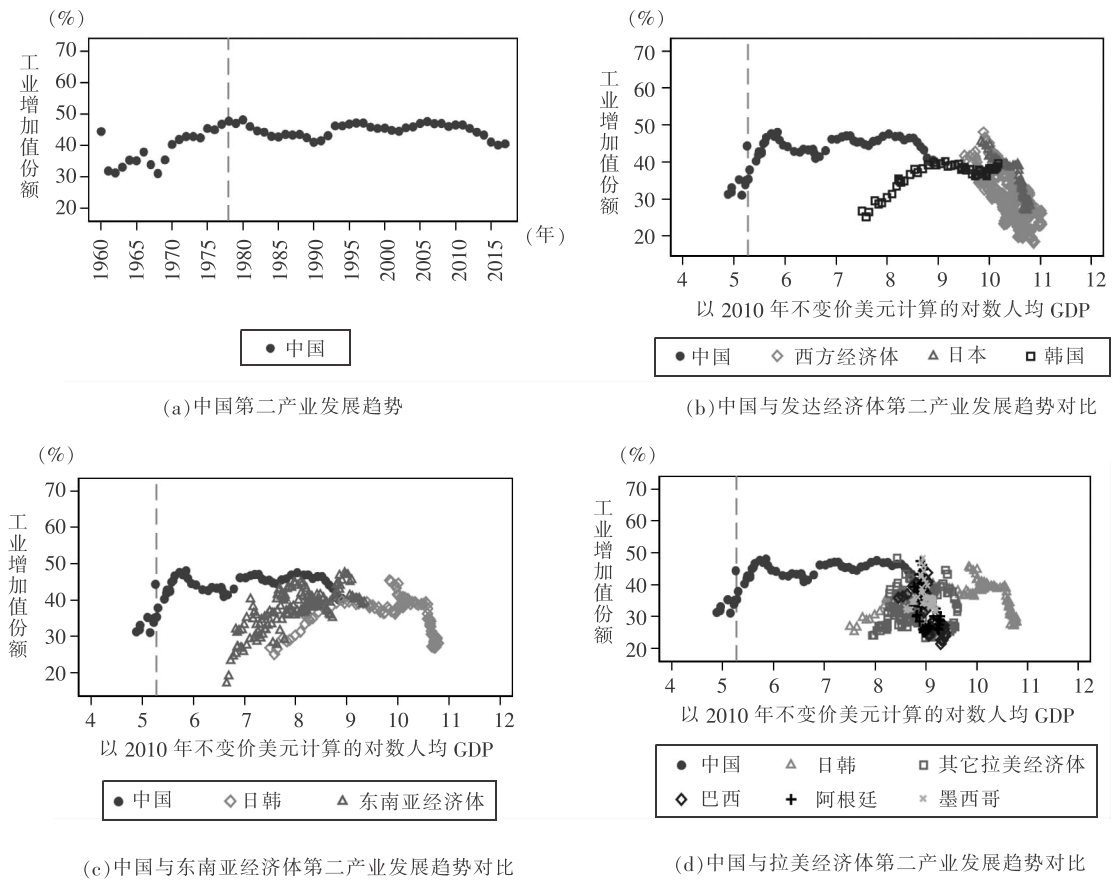 (%)
工业增加值份额
70
60
50
40
30
20
1960
1965
1970
1975
1980
1985
1990
1995
2000
2005
2010
2015
(年)
中国
(a)中国第二产业发展趋势
(%)
工业增加值份额
70
60
50
40
30
20
4 5 6 7 8 9 10 11 12
以 2010 年不变价美元计算的对数人均 GDP
中国 西方经济体 日本 韩国
(b)中国与发达经济体第二产业发展趋势对比
(%)
工业增加值份额
70
60
50
40
30
20
4 5 6 7 8 9 10 11 12
以 2010 年不变价美元计算的对数人均 GDP
中国 日韩 东南亚经济体
(c)中国与东南亚经济体第二产业发展趋势对比
(%)
工业增加值份额
70
60
50
40
30
20
4 5 6 7 8 9 10 11 12
以 2010 年不变价美元计算的对数人均 GDP
中国 日韩 其它拉美经济体
巴西 阿根廷 墨西哥
(d)中国与拉美经济体第二产业发展趋势对比